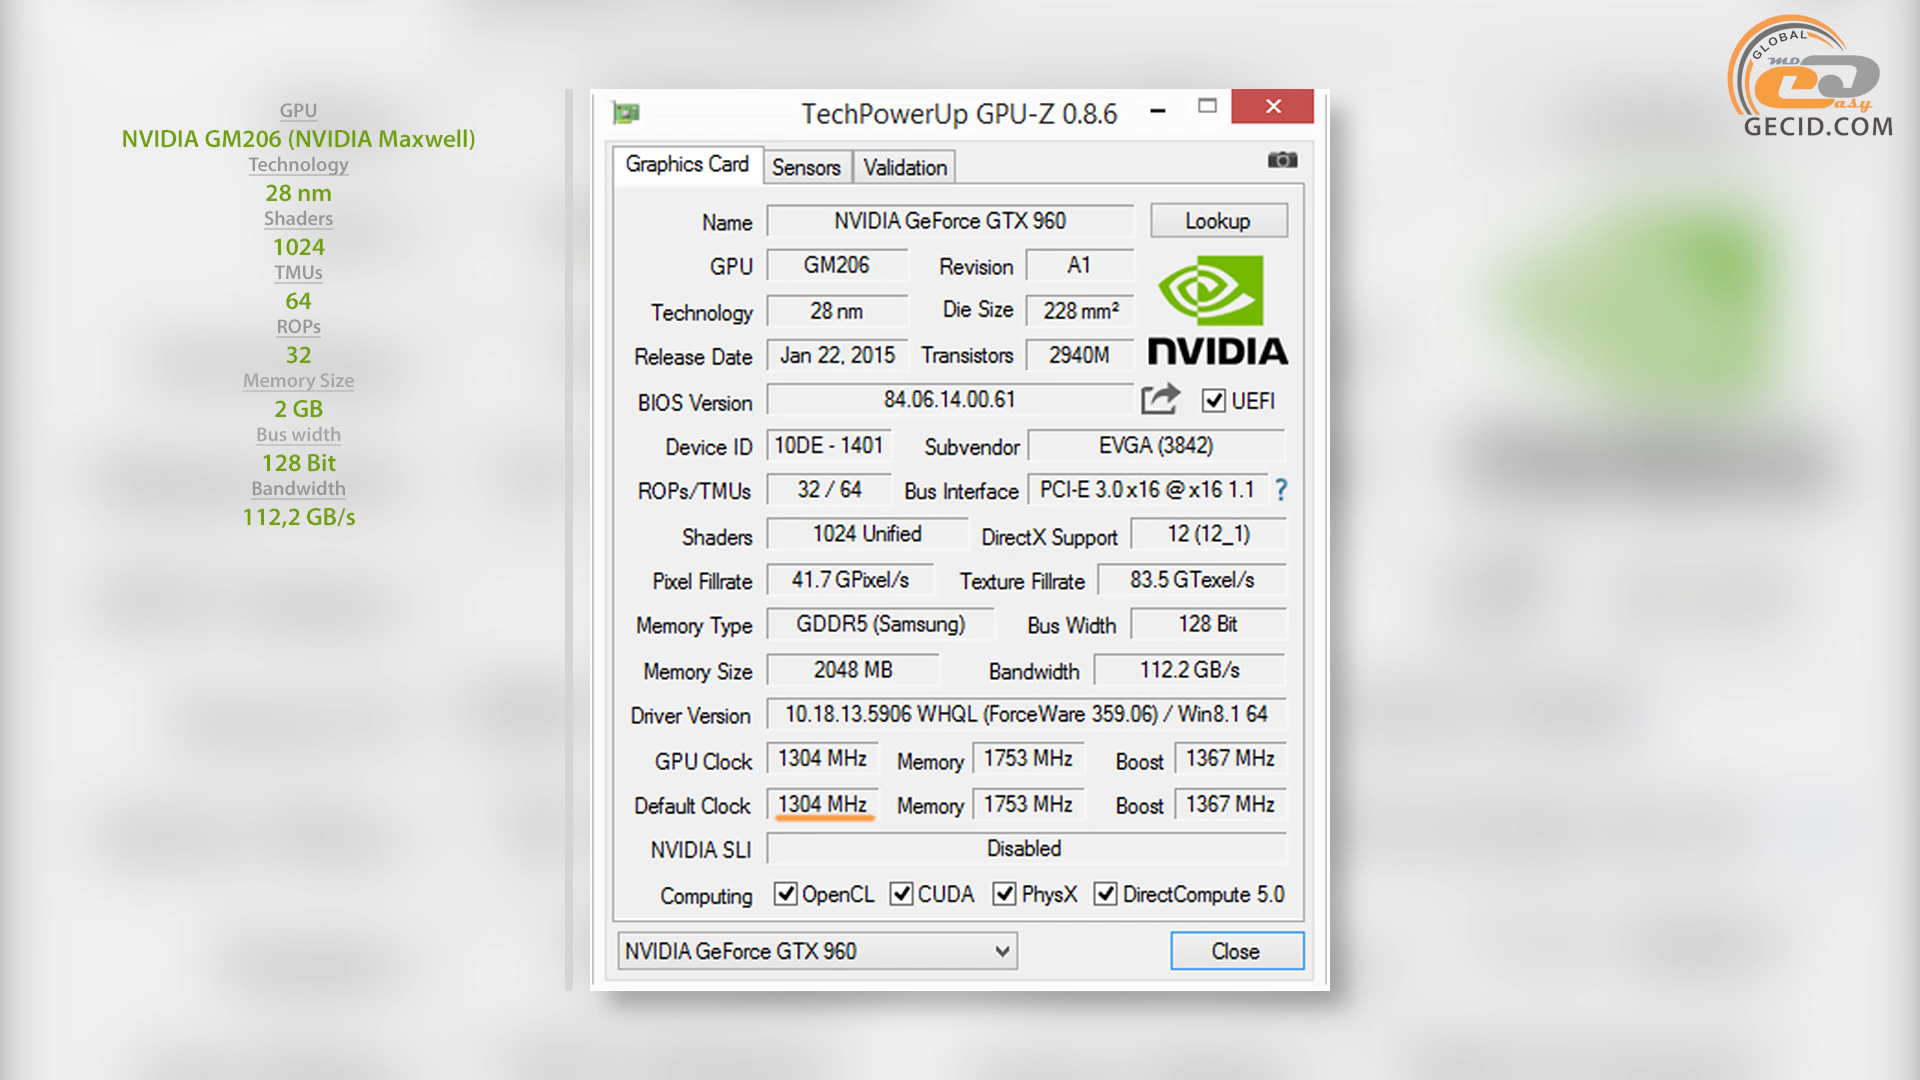 GPU
NVIDIA GM206 (NVIDIA Maxwell)
Technology
28 nm
Shaders
1024
TMUs
64
ROPs
32
Memory Size
2 GB
Bus width
128 Bit
Bandwidth
112,2 GB/s
TechPowerUp GPU-Z 0.8.6
Graphics Card Sensors Validation
Name NVIDIA GeForce GTX 960 Lookup
GPU GM206 Revision A1
Technology 28 nm Die Size 228 mm²
Release Date Jan 22, 2015 Transistors 2940M
NVIDIA
BIOS Version 84.06.14.00.61 UEFI
Device ID 10DE - 1401 Subvendor EVGA (3842)
ROPs/TMUs 32 / 64 Bus Interface PCI-E 3.0 x16 @ x16 1.1 ?
Shaders 1024 Unified DirectX Support 12 (12_1)
Pixel Fillrate 41.7 GPixel/s Texture Fillrate 83.5 GTexel/s
Memory Type GDDR5 (Samsung) Bus Width 128 Bit
Memory Size 2048 MB Bandwidth 112.2 GB/s
Driver Version 10.18.13.5906 WHQL (ForceWare 359.06) / Win8.1 64
GPU Clock 1304 MHz Memory 1753 MHz Boost 1367 MHz
Default Clock 1304 MHz Memory 1753 MHz Boost 1367 MHz
NVIDIA SLI Disabled
Computing OpenCL CUDA PhysX DirectCompute 5.0
NVIDIA GeForce GTX 960 Close
GLOBAL
GECID.COM